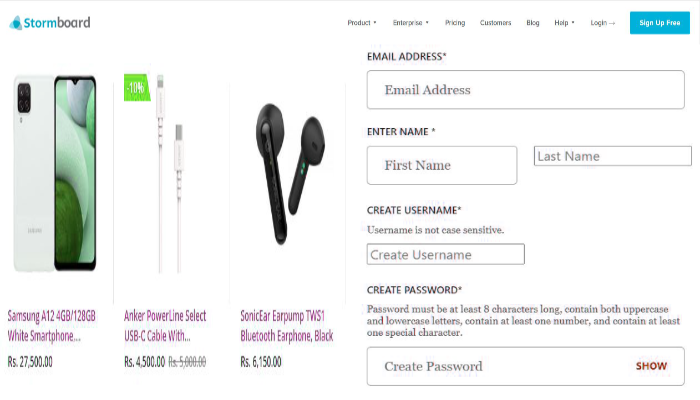 Stormboard
Product
Enterprise
Pricing
Customers
Blog
Help
Login →
Sign Up Free
-10%
SAMSUNG
Samsung A12 4GB/128GB
White Smartphone...
Rs. 27,500.00
Anker PowerLine Select
USB-C Cable With...
Rs. 4,500.00 Rs. 5,000.00
SonicEar Earpump TWS1
Bluetooth Earphone, Black
Rs. 6,150.00
EMAIL ADDRESS*
Email Address
ENTER NAME *
First Name
Last Name
CREATE USERNAME*
Username is not case sensitive.
Create Username
CREATE PASSWORD*
Password must be at least 8 characters long, contain both uppercase
and lowercase letters, contain at least one number, and contain at least
one special character.
Create Password
SHOW